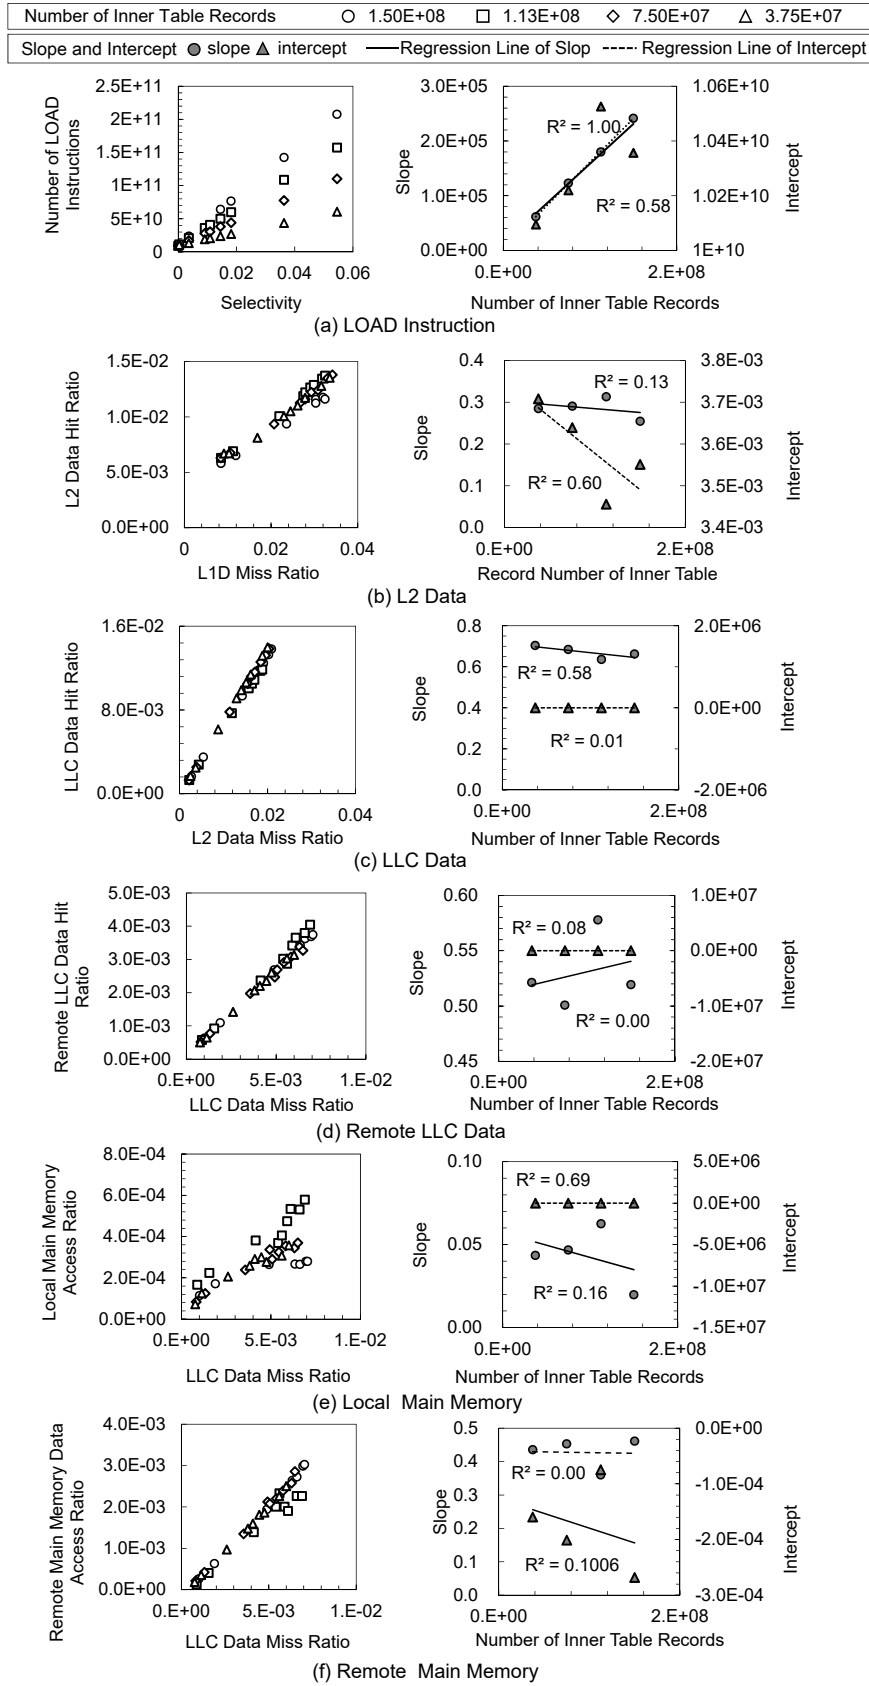 Number of Inner Table Records 1.50E+08 1.13E+08 7.50E+07 3.75E+07
Slope and Intercept slope intercept Regression Line of Slop Regression Line of Intercept
Number of LOAD
Instructions
2.5E+11
2E+11
1.5E+11
1E+11
5E+10
0
0 0.02 0.04 0.06
Selectivity
Slope
3.0E+05
2.0E+05
1.0E+05
0.0E+00
R² = 1.00
R² = 0.58
1.06E+10
1.04E+10
1.02E+10
1E+10
Intercept
0.E+00 2.E+08
Number of Inner Table Records
(a) LOAD Instruction
L2 Data Hit Ratio
1.5E-02
1.0E-02
5.0E-03
0.0E+00
0 0.02 0.04
L1D Miss Ratio
Slope
0.4
0.3
0.2
0.1
0.0
R² = 0.13
R² = 0.60
3.8E-03
3.7E-03
3.6E-03
3.5E-03
3.4E-03
Intercept
0.E+00 2.E+08
Record Number of Inner Table
(b) L2 Data
LLC Data Hit Ratio
1.6E-02
8.0E-03
0.0E+00
0 0.02 0.04
L2 Data Miss Ratio
Slope
0.8
0.6
0.4
0.2
0.0
R² = 0.58
R² = 0.01
2.0E+06
0.0E+00
-2.0E+06
Intercept
0.E+00 2.E+08
Number of Inner Table Records
(c) LLC Data
Remote LLC Data Hit
Ratio
5.0E-03
4.0E-03
3.0E-03
2.0E-03
1.0E-03
0.0E+00
0.E+00 5.E-03 1.E-02
LLC Data Miss Ratio
Slope
0.60
0.55
0.50
0.45
R² = 0.08
R² = 0.00
1.0E+07
0.0E+00
-1.0E+07
-2.0E+07
Intercept
0.E+00 2.E+08
Number of Inner Table Records
(d) Remote LLC Data
Local Main Memory
Access Ratio
8.0E-04
6.0E-04
4.0E-04
2.0E-04
0.0E+00
0.E+00 5.E-03 1.E-02
LLC Data Miss Ratio
Slope
0.10
0.05
0.00
R² = 0.69
R² = 0.16
5.0E+06
0.0E+00
-5.0E+06
-1.0E+07
-1.5E+07
Intercept
0.E+00 2.E+08
Number of Inner Table Records
(e) Local Main Memory
Remote Main Memory Data
Access Ratio
4.0E-03
3.0E-03
2.0E-03
1.0E-03
0.0E+00
0.E+00 5.E-03 1.E-02
LLC Data Miss Ratio
Slope
0.5
0.4
0.3
0.2
0.1
0.0
R² = 0.00
R² = 0.1006
0.0E+00
-1.0E-04
-2.0E-04
-3.0E-04
Intercept
0.E+00 2.E+08
Number of Inner Table Records
(f) Remote Main Memory